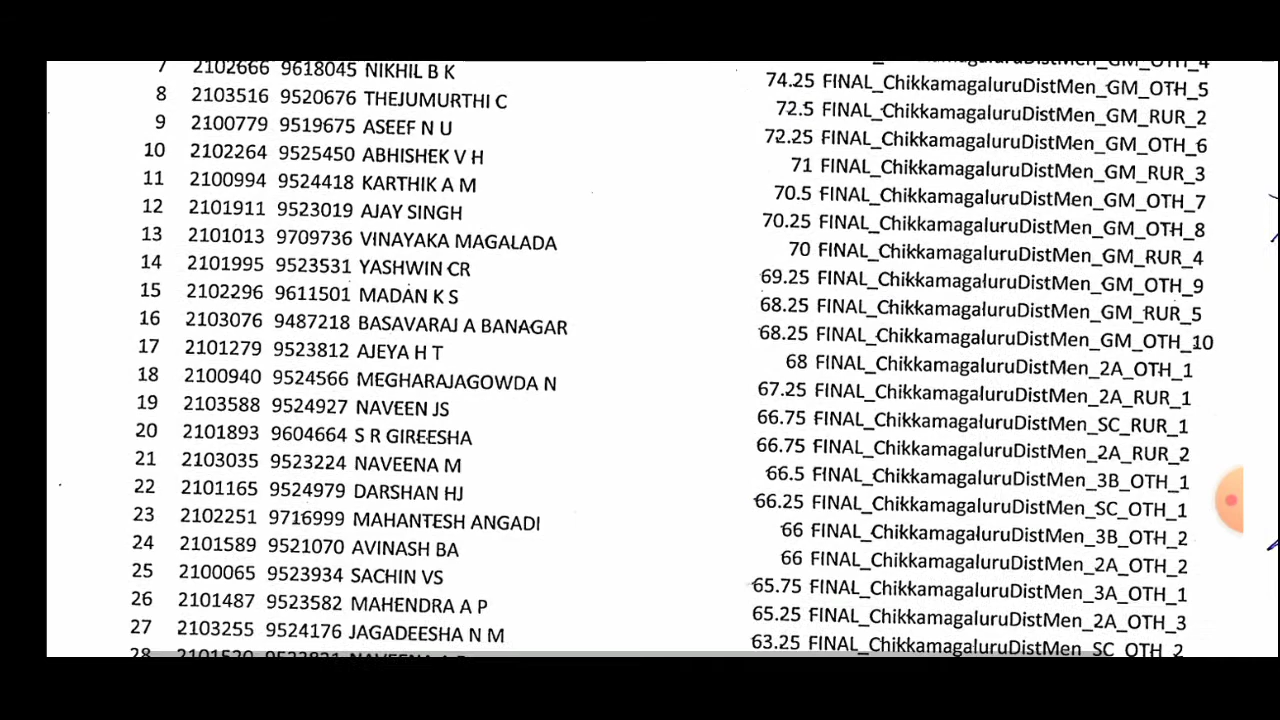 7 2102666 9618045 NIKHIL B K 74.25 FINAL_ChikkamagaluruDistMen_GM_OTH_5
8 2103516 9520676 THEJUMURTHI C 72.5 FINAL_ChikkamagaluruDistMen_GM_RUR_2
9 2100779 9519675 ASEEF N U 72.25 FINAL_ChikkamagaluruDistMen_GM_OTH_6
10 2102264 9525450 ABHISHEK V H 71 FINAL_ChikkamagaluruDistMen_GM_RUR_3
11 2100994 9524418 KARTHIK A M 70.5 FINAL_ChikkamagaluruDistMen_GM_OTH_7
12 2101911 9523019 AJAY SINGH 70.25 FINAL_ChikkamagaluruDistMen_GM_OTH_8
13 2101013 9709736 VINAYAKA MAGALADA 70 FINAL_ChikkamagaluruDistMen_GM_RUR_4
14 2101995 9523531 YASHWIN CR 69.25 FINAL_ChikkamagaluruDistMen_GM_OTH_9
15 2102296 9611501 MADAN K S 68.25 FINAL_ChikkamagaluruDistMen_GM_RUR_5
16 2103076 9487218 BASAVARAJ A BANAGAR 68.25 FINAL_ChikkamagaluruDistMen_GM_OTH_10
17 2101279 9523812 AJEYA H T 68 FINAL_ChikkamagaluruDistMen_2A_OTH_1
18 2100940 9524566 MEGHARAJAGOWDA N 67.25 FINAL_ChikkamagaluruDistMen_2A_RUR_1
19 2103588 9524927 NAVEEN JS 66.75 FINAL_ChikkamagaluruDistMen_SC_RUR_1
20 2101893 9604664 S R GIREESHA 66.75 FINAL_ChikkamagaluruDistMen_2A_RUR_2
21 2103035 9523224 NAVEENA M 66.5 FINAL_ChikkamagaluruDistMen_3B_OTH_1
22 2101165 9524979 DARSHAN HJ 66.25 FINAL_ChikkamagaluruDistMen_SC_OTH_1
23 2102251 9716999 MAHANTESH ANGADI 66 FINAL_ChikkamagaluruDistMen_3B_OTH_2
24 2101589 9521070 AVINASH BA 66 FINAL_ChikkamagaluruDistMen_2A_OTH_2
25 2100065 9523934 SACHIN VS 65.75 FINAL_ChikkamagaluruDistMen_3A_OTH_1
26 2101487 9523582 MAHENDRA A P 65.25 FINAL_ChikkamagaluruDistMen_2A_OTH_3
27 2103255 9524176 JAGADEESHA N M 63.25 FINAL_ChikkamagaluruDistMen_SC_OTH_2
28